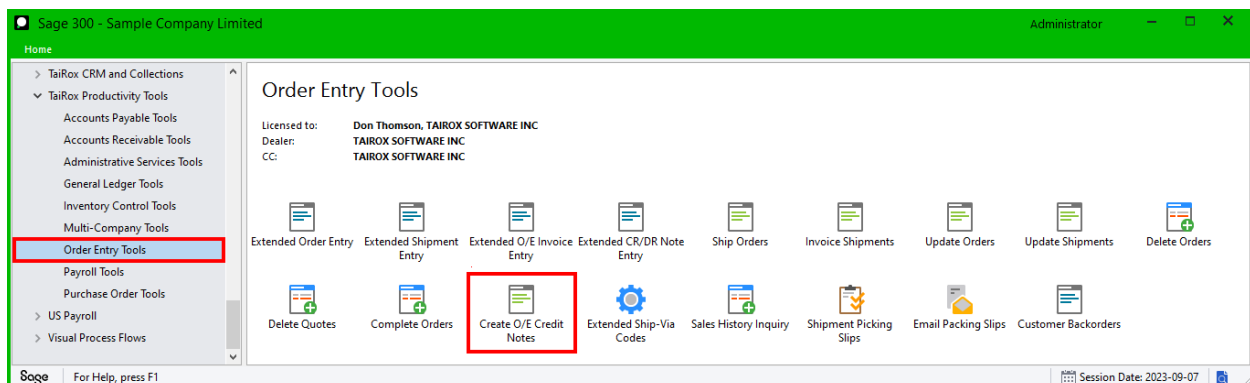 Sage 300 - Sample Company Limited
Administrator
Home
TaiRox CRM and Collections
TaiRox Productivity Tools
Accounts Payable Tools
Accounts Receivable Tools
Administrative Services Tools
General Ledger Tools
Inventory Control Tools
Multi-Company Tools
Order Entry Tools
Payroll Tools
Purchase Order Tools
US Payroll
Visual Process Flows
Order Entry Tools
Licensed to: Don Thomson, TAIROX SOFTWARE INC
Dealer: TAIROX SOFTWARE INC
CC: TAIROX SOFTWARE INC
Extended Order Entry
Extended Shipment
Entry
Extended O/E Invoice
Entry
Extended CR/DR Note
Entry
Ship Orders
Invoice Shipments
Update Orders
Update Shipments
Delete Orders
Delete Quotes
Complete Orders
Create O/E Credit
Notes
Extended Ship-Via
Codes
Sales History Inquiry
Shipment Picking
Slips
Email Packing Slips
Customer Backorders
Sage
For Help, press F1
Session Date: 2023-09-07